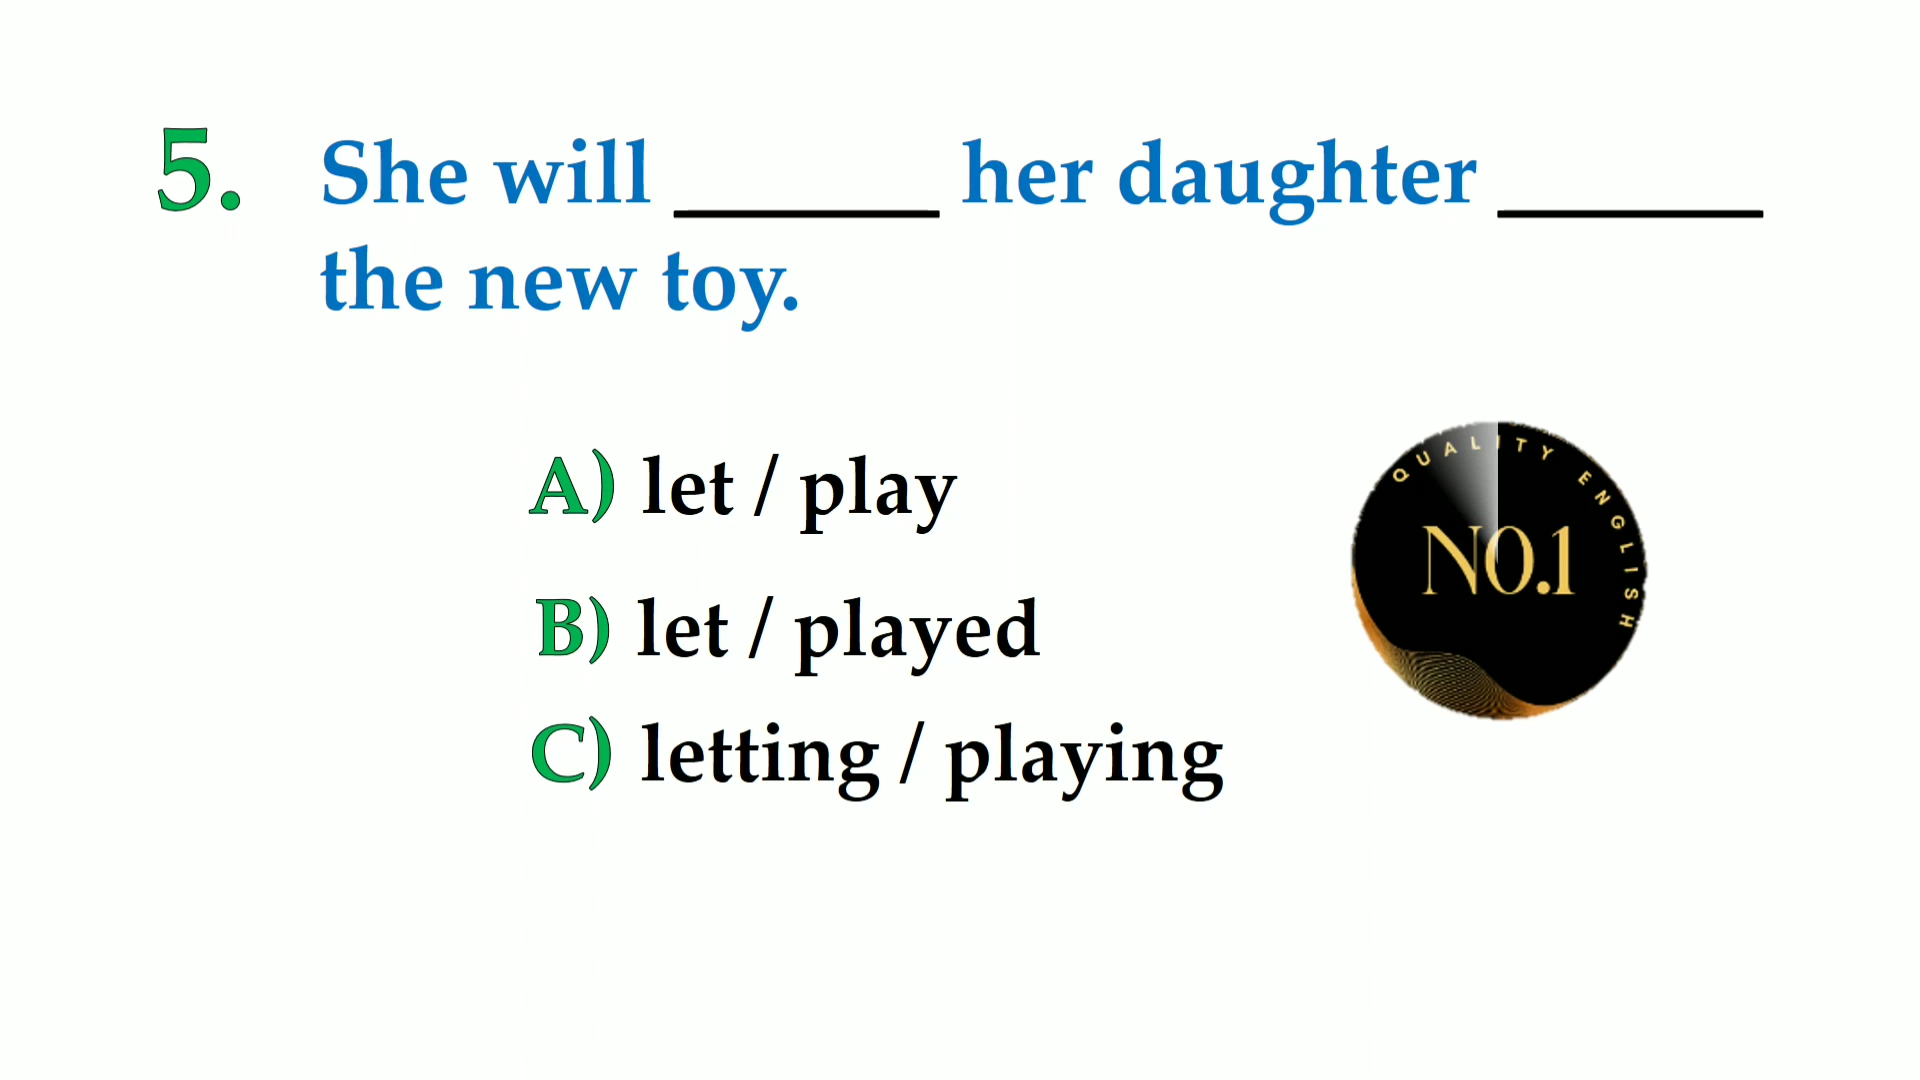 5. She will ______ her daughter ______
the new toy.
A) let / play
B) let / played
C) letting / playing
QUALITY ENGLISH
NO.1